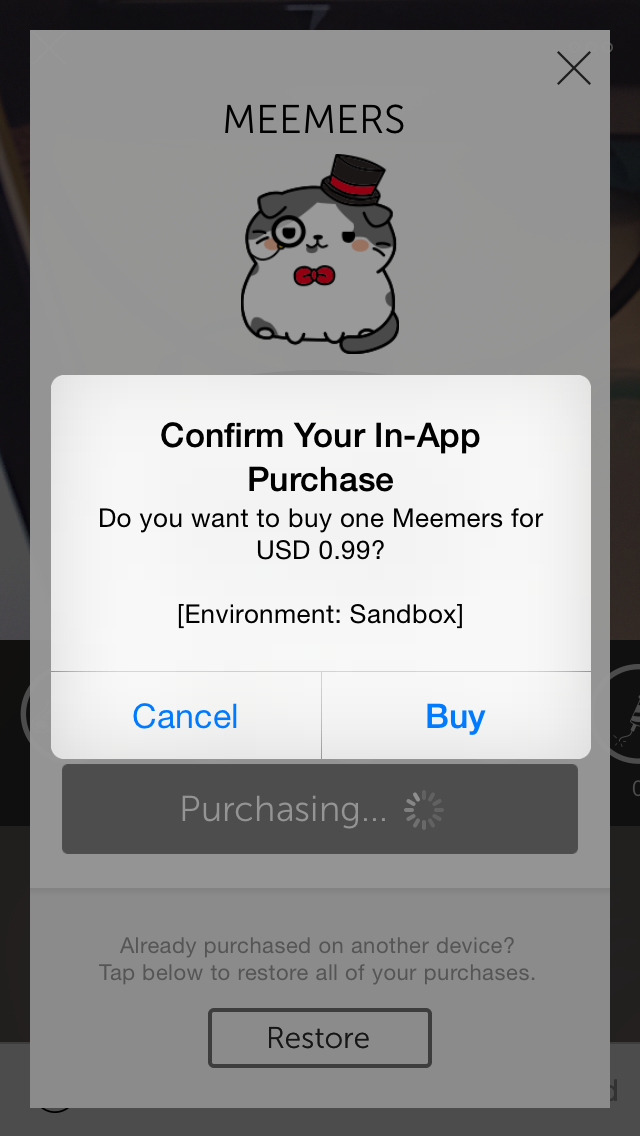 MEEMERS
Confirm Your In-App
Purchase
Do you want to buy one Meemers for
USD 0.99?
[Environment: Sandbox]
Cancel
Buy
Purchasing...
Already purchased on another device?
Tap below to restore all of your purchases.
Restore